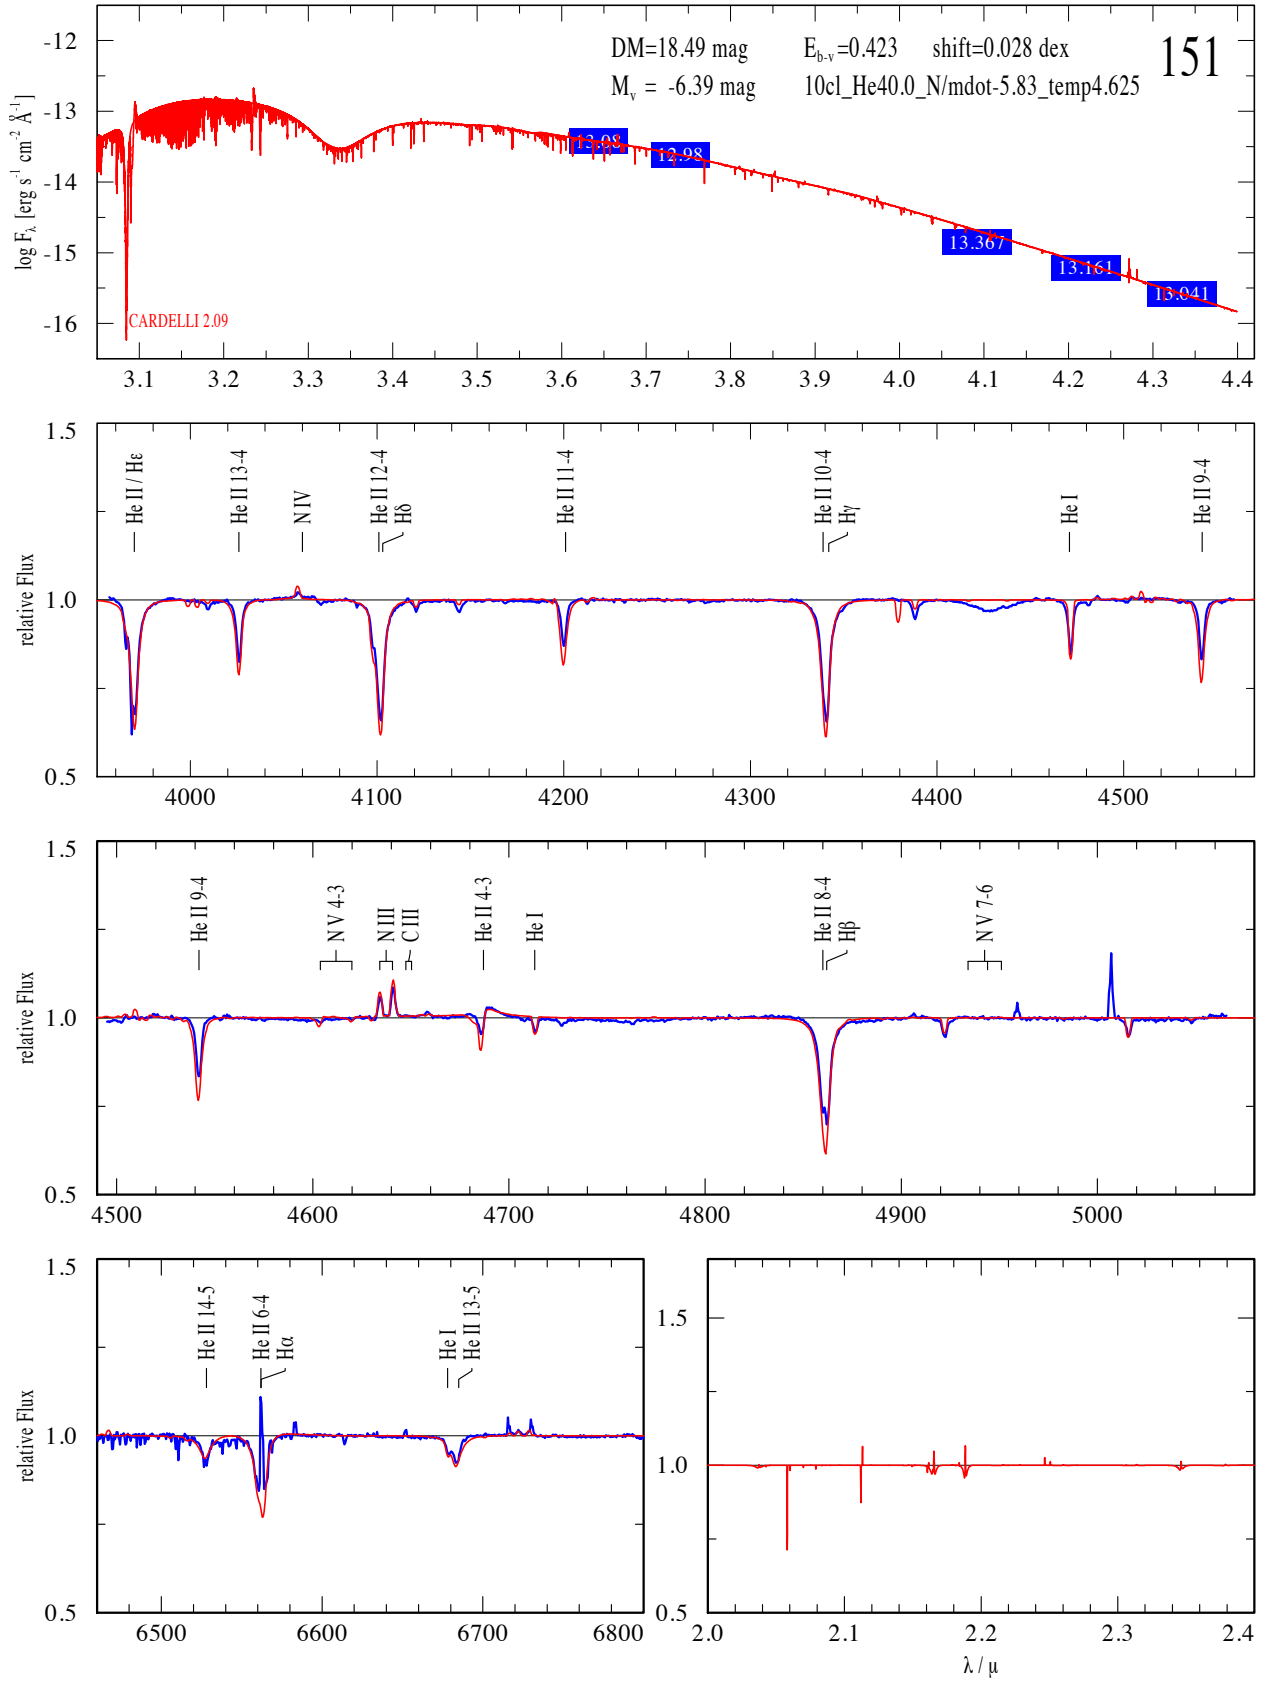 DM=18.49 mag E_b-v=0.423 shift=0.028 dex 151
M_v = -6.39 mag 10cl_He40.0_N/mdot-5.83_temp4.625
log F_λ [erg s⁻¹ cm⁻² Å⁻¹]
-12
-13
-14
-15
-16
13.08 12.98 13.367 13.161 13.041
CARDELLI 2.09
3.1 3.2 3.3 3.4 3.5 3.6 3.7 3.8 3.9 4.0 4.1 4.2 4.3 4.4
relative Flux
1.5
1.0
0.5
He II / Hε He II 13-4 N IV He II 12-4 Hδ He II 11-4 He II 10-4 Hγ He I He II 9-4
4000 4100 4200 4300 4400 4500
relative Flux
1.5
1.0
0.5
He II 9-4 N V 4-3 N III C III He II 4-3 He I He II 8-4 Hβ N V 7-6
4500 4600 4700 4800 4900 5000
relative Flux
1.5
1.0
0.5
He II 14-5 He II 6-4 Hα He I He II 13-5
6500 6600 6700 6800
1.5
1.0
0.5
2.0 2.1 2.2 2.3 2.4
λ / μ